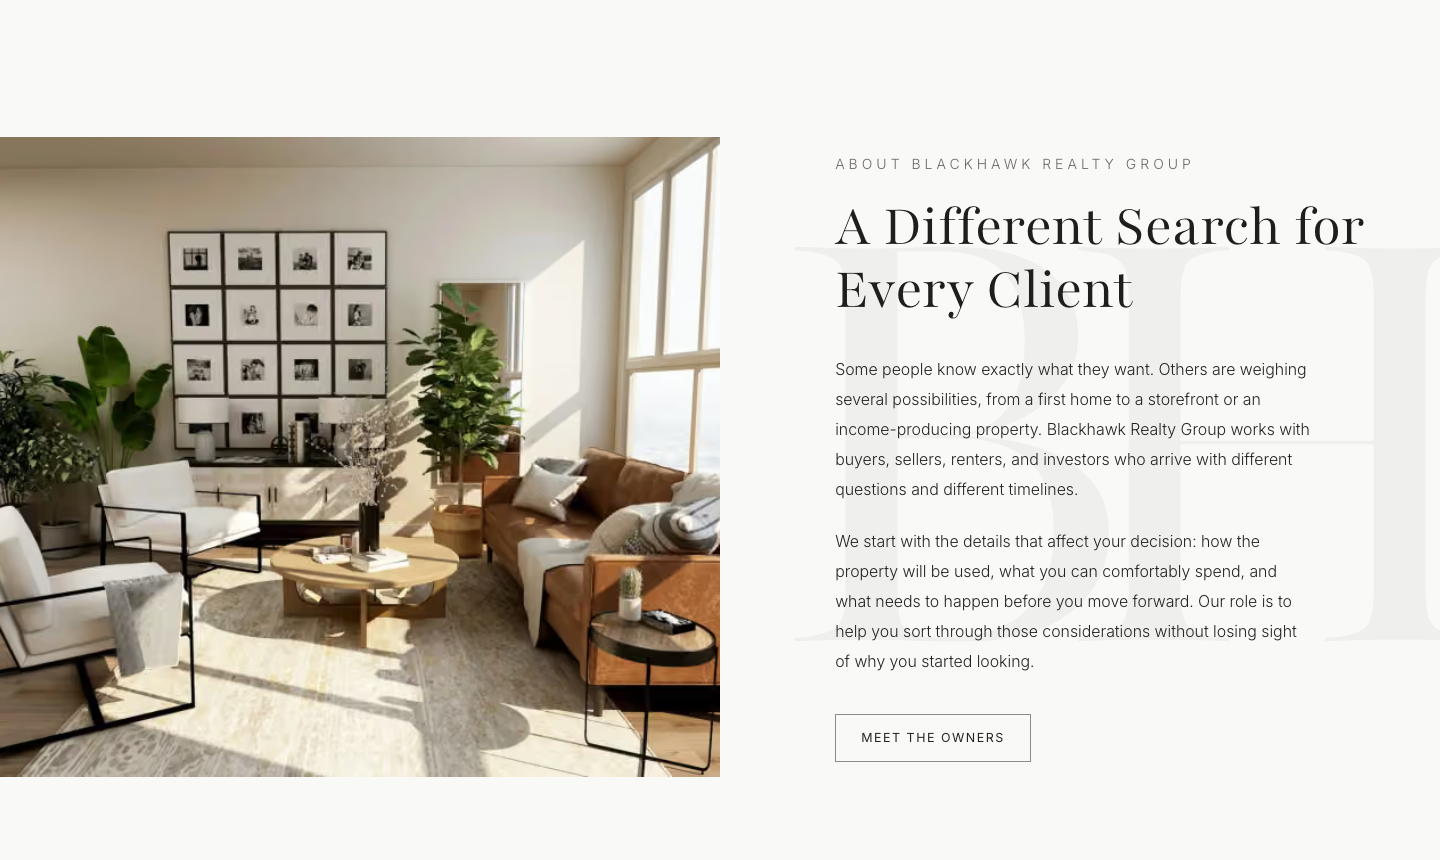 ABOUT BLACKHAWK REALTY GROUP
A Different Search for
Every Client
BH
Some people know exactly what they want. Others are weighing
several possibilities, from a first home to a storefront or an
income-producing property. Blackhawk Realty Group works with
buyers, sellers, renters, and investors who arrive with different
questions and different timelines.
We start with the details that affect your decision: how the
property will be used, what you can comfortably spend, and
what needs to happen before you move forward. Our role is to
help you sort through those considerations without losing sight
of why you started looking.
MEET THE OWNERS